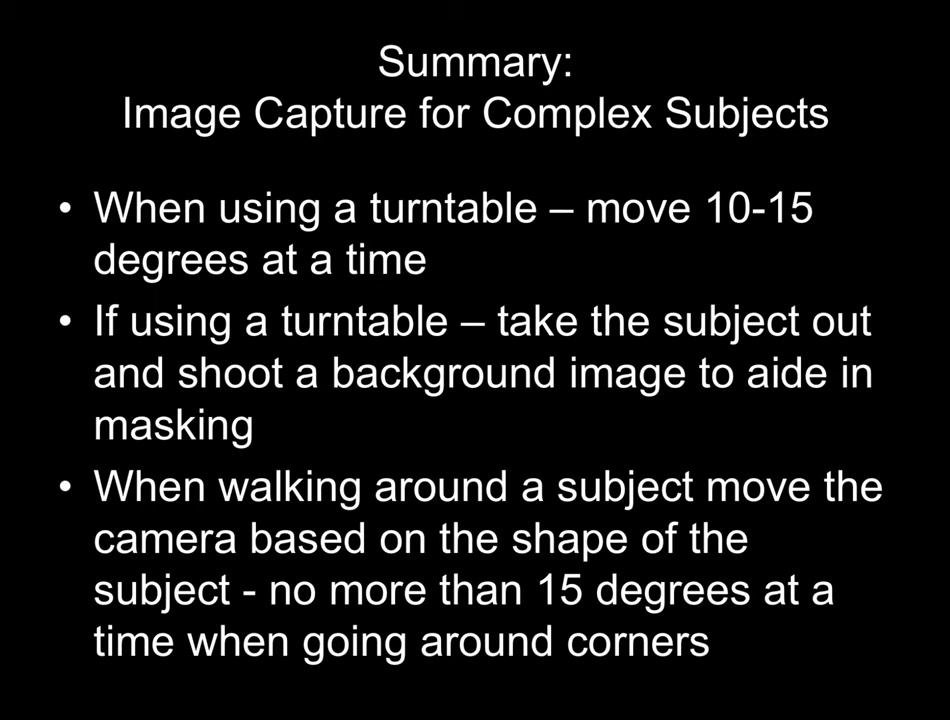 Summary:
Image Capture for Complex Subjects
• When using a turntable – move 10-15
degrees at a time
• If using a turntable – take the subject out
and shoot a background image to aide in
masking
• When walking around a subject move the
camera based on the shape of the
subject - no more than 15 degrees at a
time when going around corners